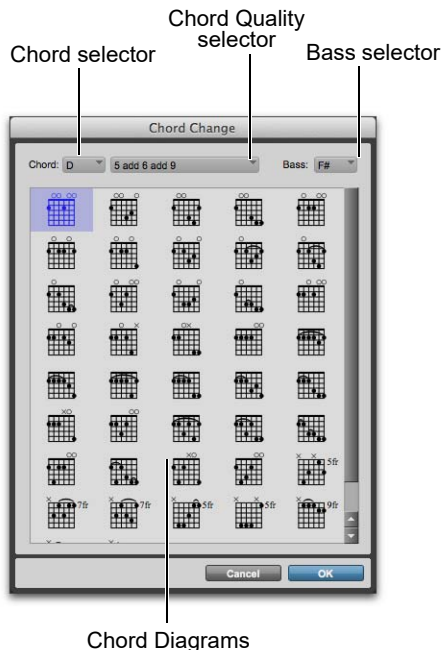 Chord Quality
selector
Chord selector
Bass selector
Chord Change
Chord: D 5 add 6 add 9 Bass: F#
5fr
7fr 7fr 5fr 5fr 9fr
Cancel OK
Chord Diagrams